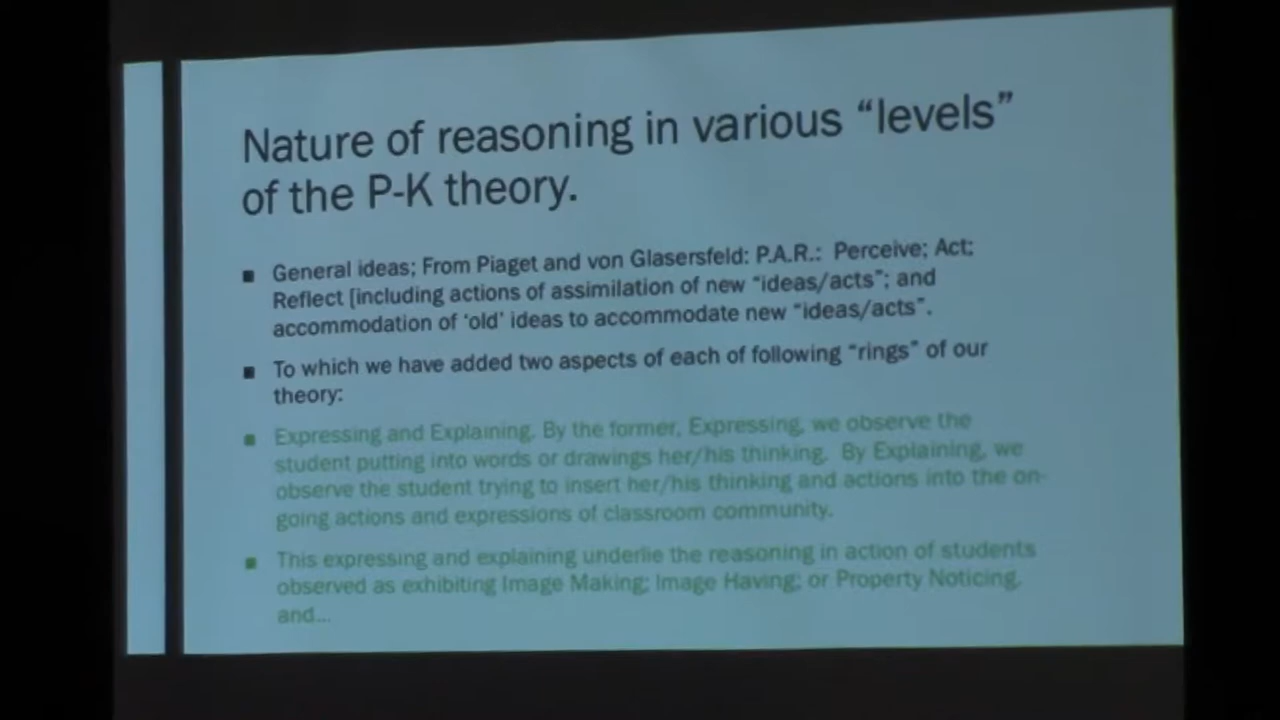 Nature of reasoning in various “levels”
of the P-K theory.
General ideas; From Piaget and von Glasersfeld: P.A.R.: Perceive; Act;
Reflect [including actions of assimilation of new “ideas/acts”; and
accommodation of ‘old’ ideas to accommodate new “ideas/acts”.
To which we have added two aspects of each of following “rings” of our
theory:
Expressing and Explaining. By the former, Expressing, we observe the
student putting into words or drawings her/his thinking. By Explaining, we
observe the student trying to insert her/his thinking and actions into the on-
going actions and expressions of classroom community.
This expressing and explaining underlie the reasoning in action of students
observed as exhibiting Image Making; Image Having; or Property Noticing,
and...